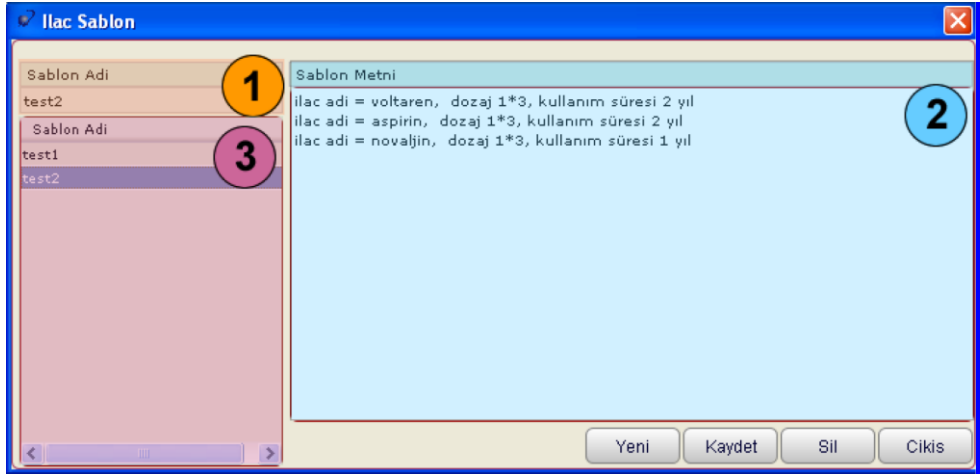 Ilac Sablon
Sablon Adi
1
test2
Sablon Adi
3
test1
test2
Sablon Metni
2
ilac adi = voltaren, dozaj 1*3, kullanım süresi 2 yıl
ilac adi = aspirin, dozaj 1*3, kullanım süresi 2 yıl
ilac adi = novaljin, dozaj 1*3, kullanım süresi 1 yıl
Yeni Kaydet Sil Cikis